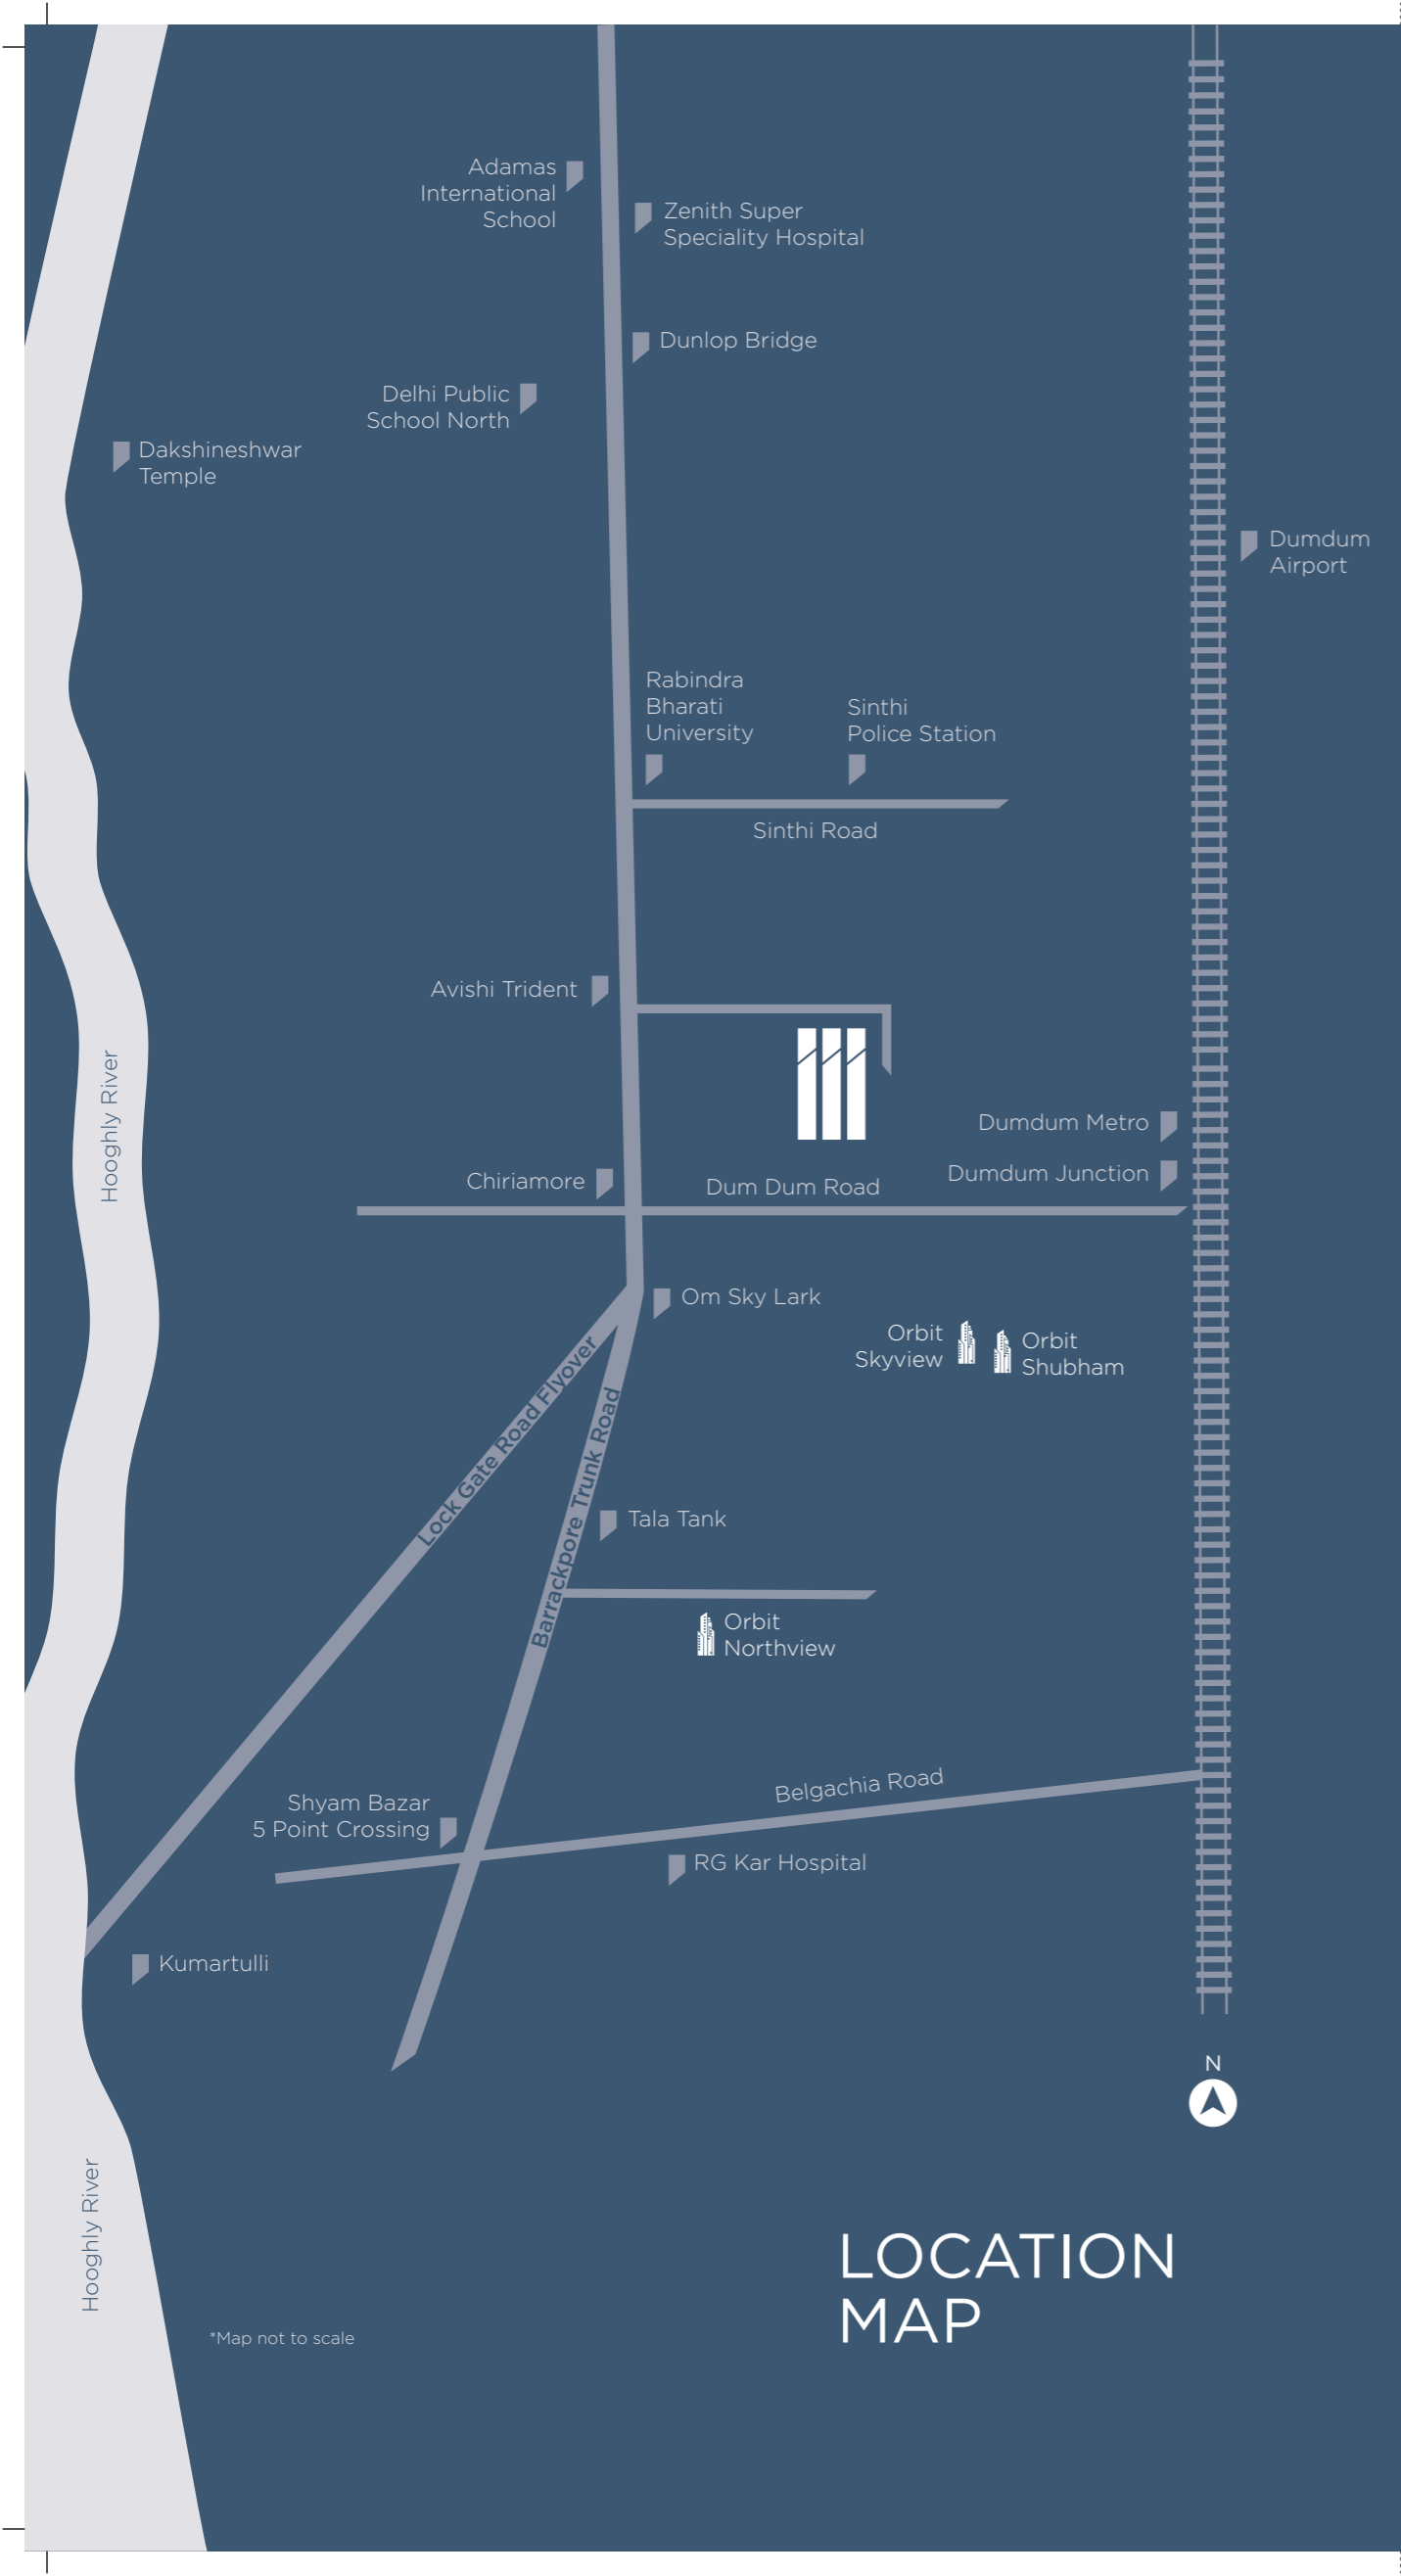 Adamas
International
School
Zenith Super
Speciality Hospital
Dunlop Bridge
Delhi Public
School North
Dakshineshwar
Temple
Dumdum
Airport
Rabindra
Bharati
University
Sinthi
Police Station
Sinthi Road
Avishi Trident
Hooghly River
Dumdum Metro
Dumdum Junction
Chiriamore
Dum Dum Road
Om Sky Lark
Orbit
Skyview
Orbit
Shubham
Lock Gate Road Flyover
Barrackpore Trunk Road
Tala Tank
Orbit
Northview
Belgachia Road
Shyam Bazar
5 Point Crossing
RG Kar Hospital
Kumartulli
N
Hooghly River
LOCATION
MAP
*Map not to scale